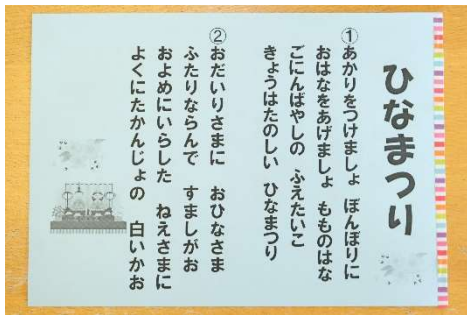 ひなまつり
①あかりをつけましょ ぼんぼりに
おはなをあげましょ もものはな
ごにんばやしの ふえたいこ
きょうはたのしい ひなまつり
②おだいりさまに おひなさま
ふたりならんで すましがお
およめにいらした ねえさまに
よくにたかんじょの 白いかお